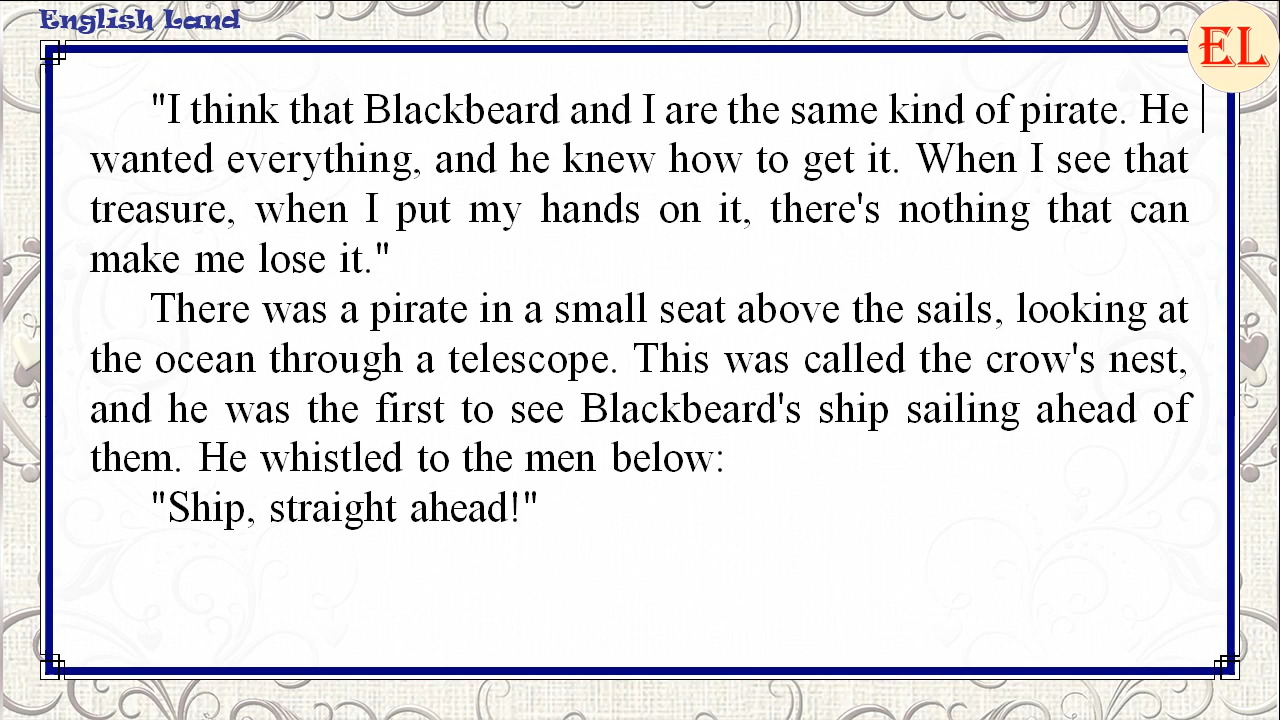 English Land
EL
"I think that Blackbeard and I are the same kind of pirate. He
wanted everything, and he knew how to get it. When I see that
treasure, when I put my hands on it, there's nothing that can
make me lose it."
There was a pirate in a small seat above the sails, looking at
the ocean through a telescope. This was called the crow's nest,
and he was the first to see Blackbeard's ship sailing ahead of
them. He whistled to the men below:
"Ship, straight ahead!"